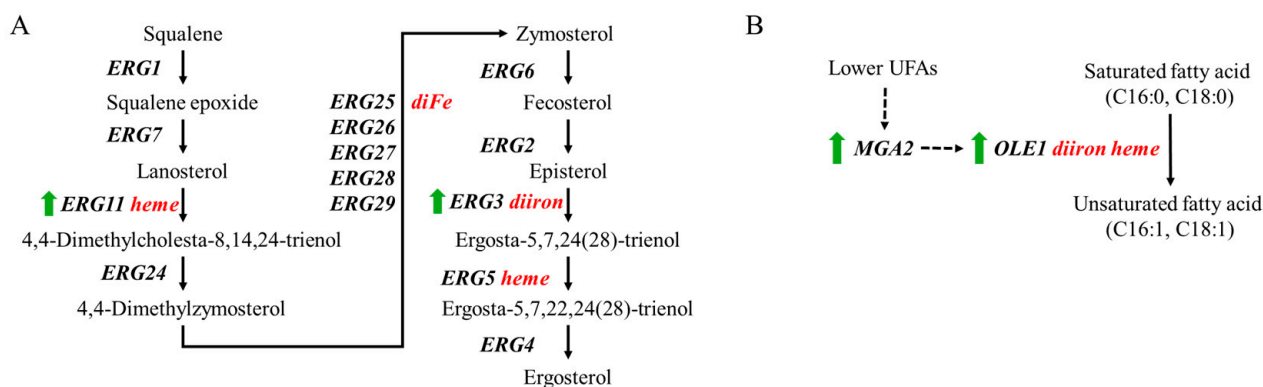 A
Squalene
ERG1
Squalene epoxide
ERG7
Lanosterol
ERG11 heme
4,4-Dimethylcholesta-8,14,24-trienol
ERG24
4,4-Dimethylzymosterol
ERG25 diFe
ERG26
ERG27
ERG28
ERG29
Zymosterol
ERG6
Fecosterol
ERG2
Episterol
ERG3 diiron
Ergosta-5,7,24(28)-trienol
ERG5 heme
Ergosta-5,7,22,24(28)-trienol
ERG4
Ergosterol
B
Lower UFAs
MGA2
OLE1 diiron heme
Saturated fatty acid
(C16:0, C18:0)
Unsaturated fatty acid
(C16:1, C18:1)